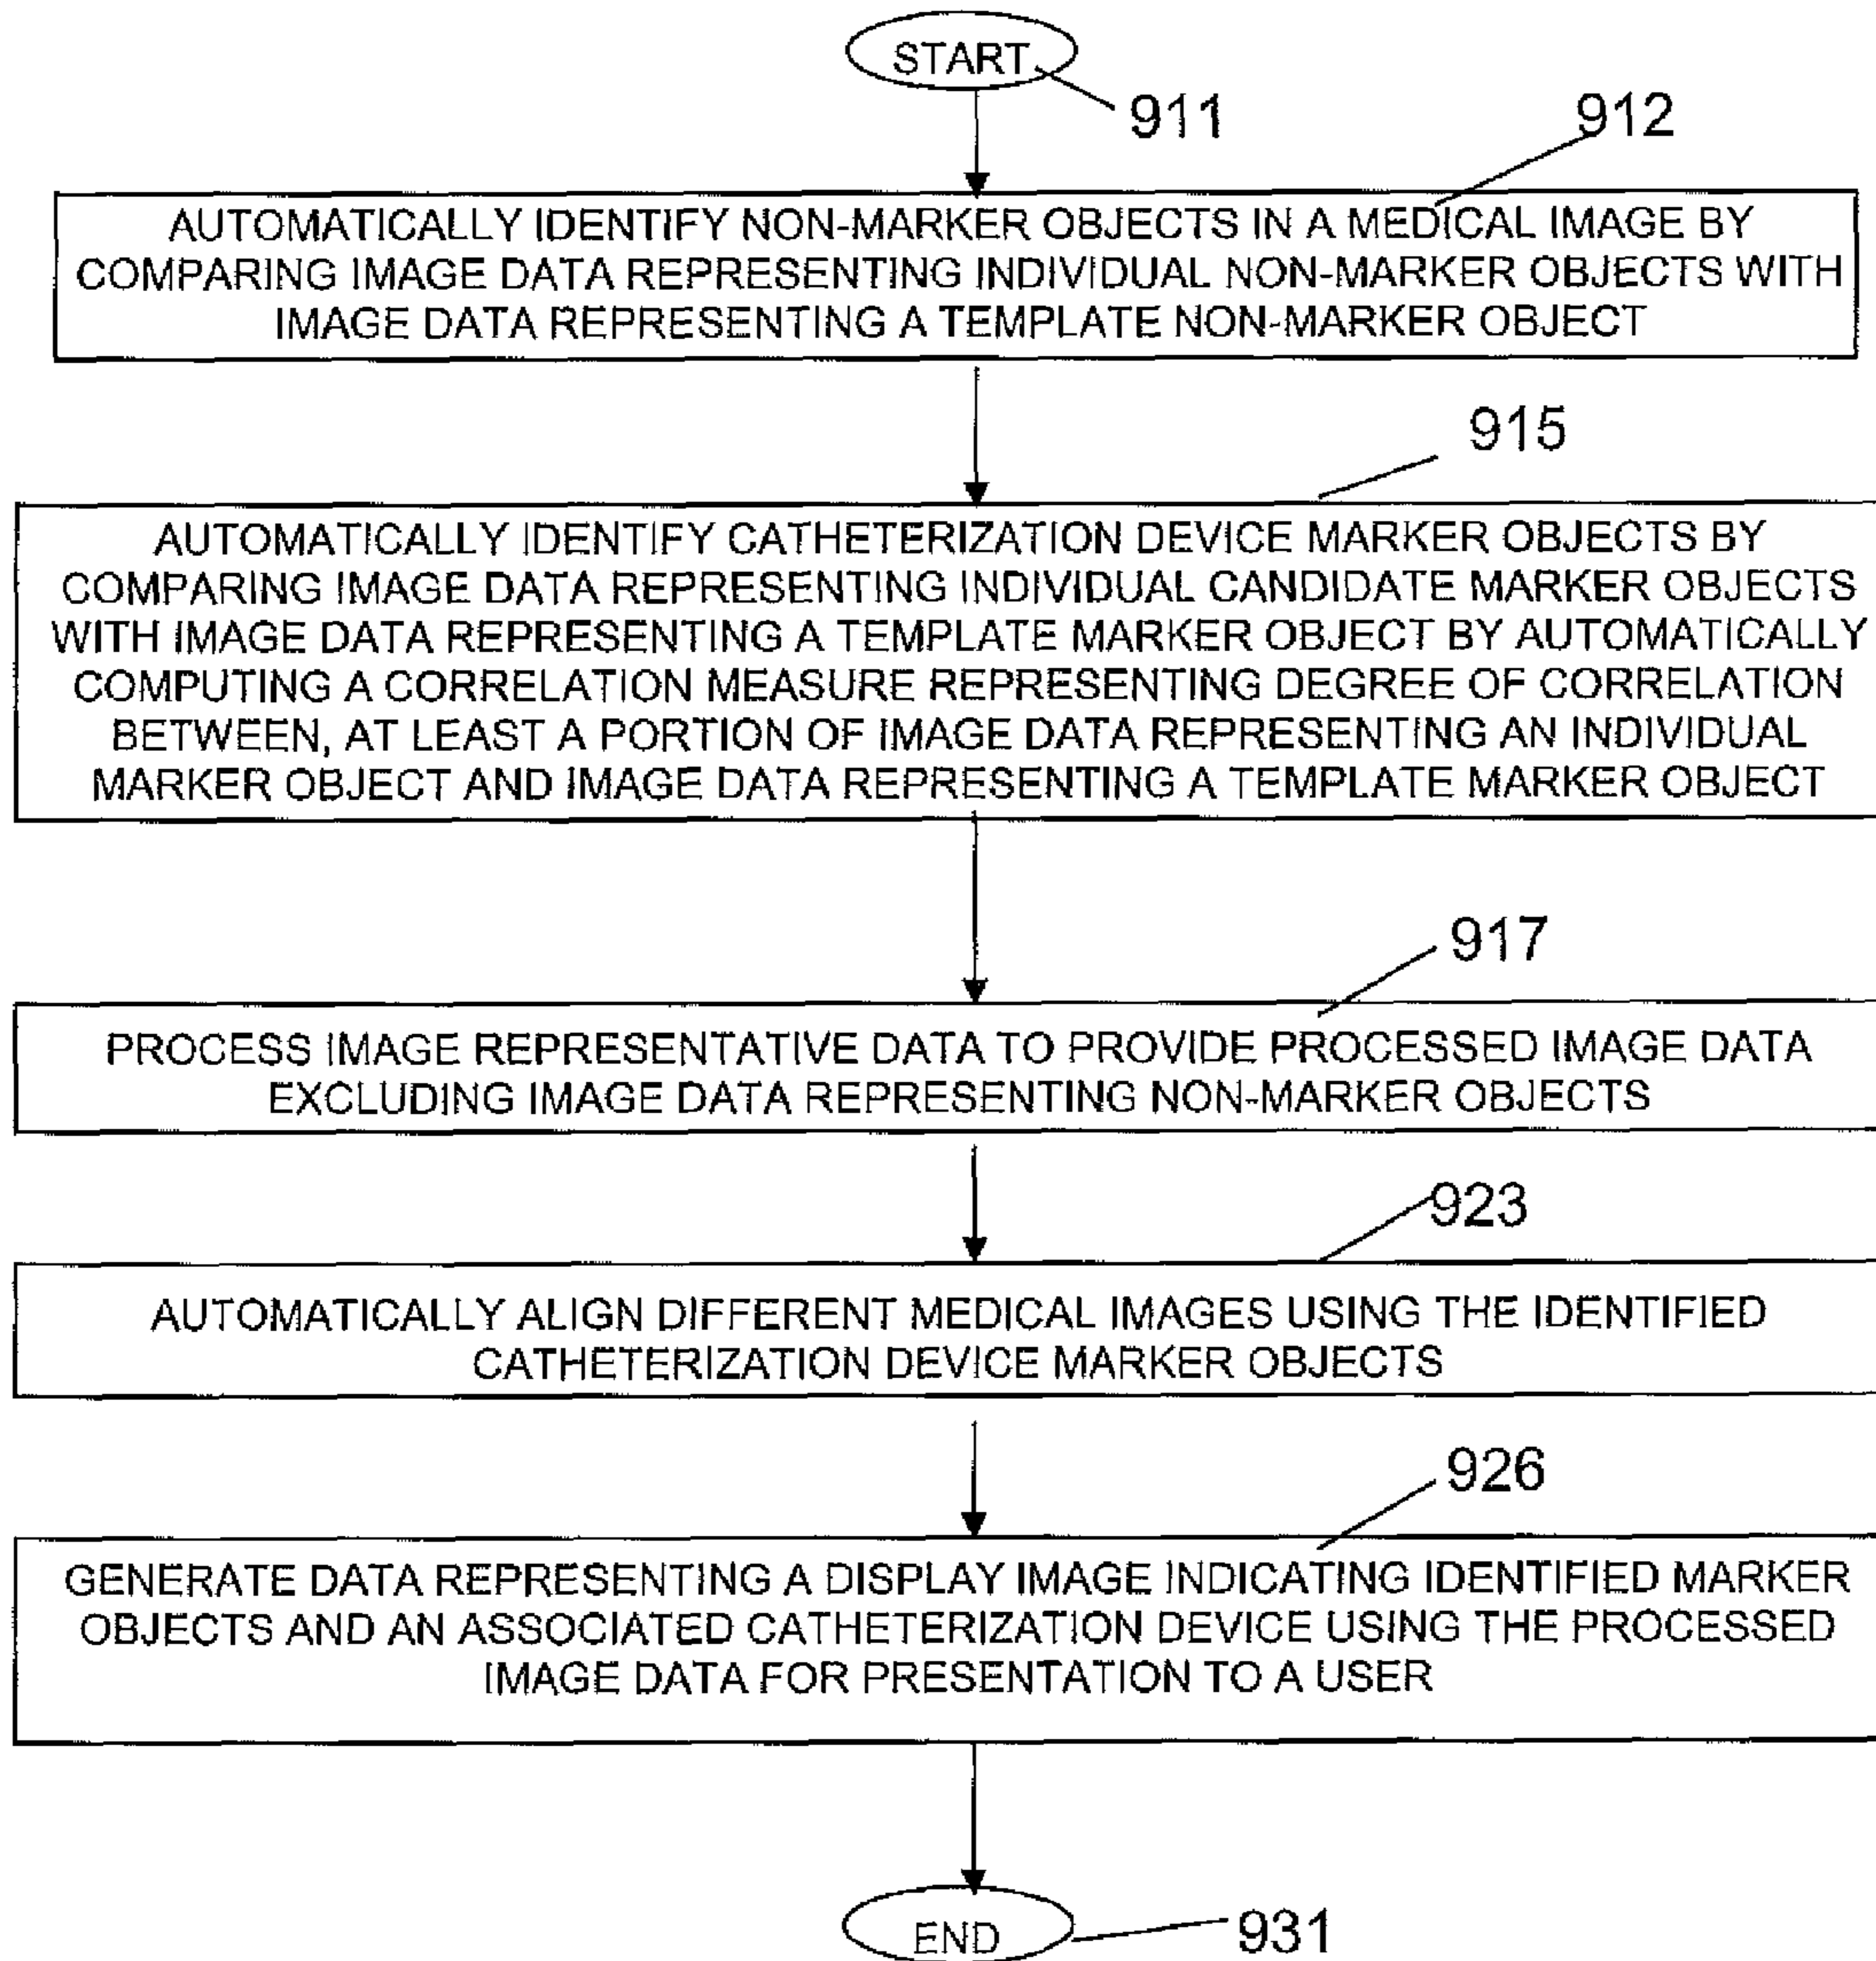 START
911
912
AUTOMATICALLY IDENTIFY NON-MARKER OBJECTS IN A MEDICAL IMAGE BY
COMPARING IMAGE DATA REPRESENTING INDIVIDUAL NON-MARKER OBJECTS WITH
IMAGE DATA REPRESENTING A TEMPLATE NON-MARKER OBJECT
915
AUTOMATICALLY IDENTIFY CATHETERIZATION DEVICE MARKER OBJECTS BY
COMPARING IMAGE DATA REPRESENTING INDIVIDUAL CANDIDATE MARKER OBJECTS
WITH IMAGE DATA REPRESENTING A TEMPLATE MARKER OBJECT BY AUTOMATICALLY
COMPUTING A CORRELATION MEASURE REPRESENTING DEGREE OF CORRELATION
BETWEEN, AT LEAST A PORTION OF IMAGE DATA REPRESENTING AN INDIVIDUAL
MARKER OBJECT AND IMAGE DATA REPRESENTING A TEMPLATE MARKER OBJECT
917
PROCESS IMAGE REPRESENTATIVE DATA TO PROVIDE PROCESSED IMAGE DATA
EXCLUDING IMAGE DATA REPRESENTING NON-MARKER OBJECTS
923
AUTOMATICALLY ALIGN DIFFERENT MEDICAL IMAGES USING THE IDENTIFIED
CATHETERIZATION DEVICE MARKER OBJECTS
926
GENERATE DATA REPRESENTING A DISPLAY IMAGE INDICATING IDENTIFIED MARKER
OBJECTS AND AN ASSOCIATED CATHETERIZATION DEVICE USING THE PROCESSED
IMAGE DATA FOR PRESENTATION TO A USER
END
931